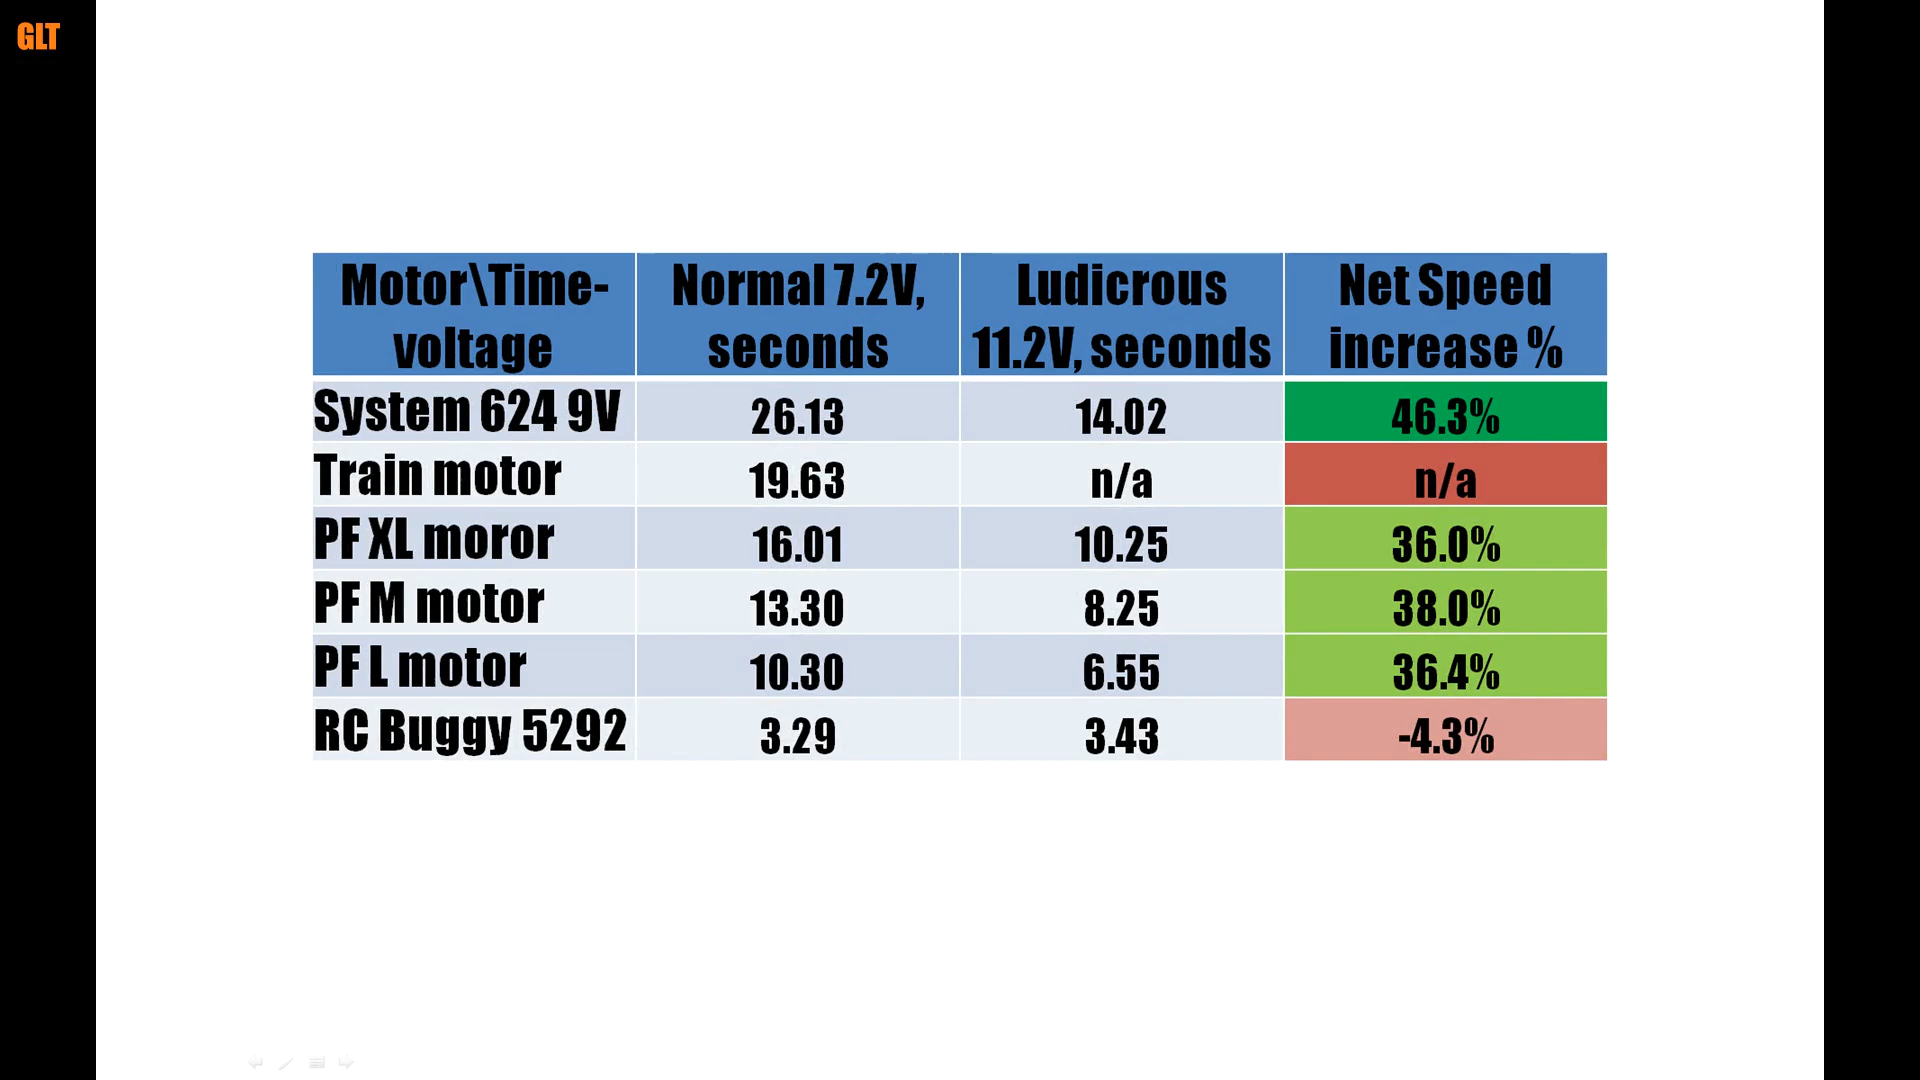 GLT
Motor\Time-
voltage
Normal 7.2V,
seconds
Ludicrous
11.2V, seconds
Net Speed
increase %
System 624 9V 26.13 14.02 46.3%
Train motor 19.63 n/a n/a
PF XL moror 16.01 10.25 36.0%
PF M motor 13.30 8.25 38.0%
PF L motor 10.30 6.55 36.4%
RC Buggy 5292 3.29 3.43 -4.3%